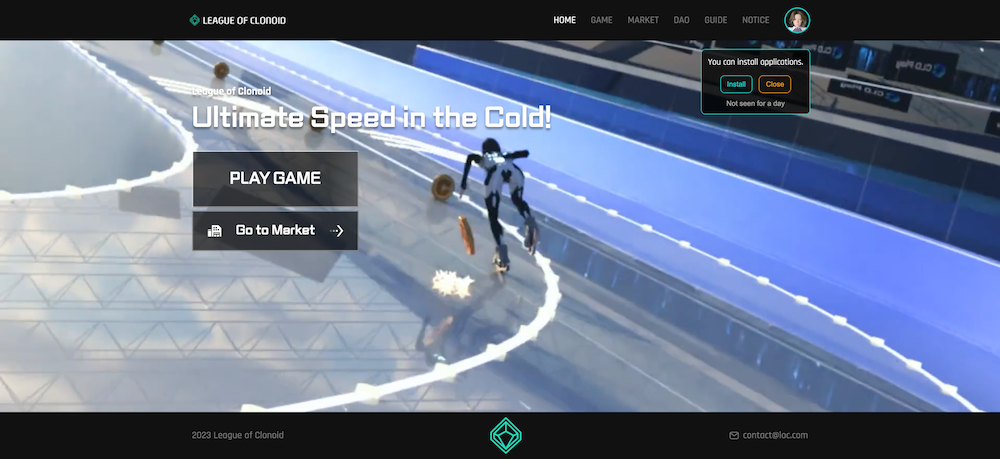 LEAGUE OF CLONOID
HOME GAME MARKET DAO GUIDE NOTICE
You can install applications.
Install Close
Not seen for a day
League of Clonoid
Ultimate Speed in the Cold!
PLAY GAME
Go to Market
2023 League of Clonoid
contact@loc.com